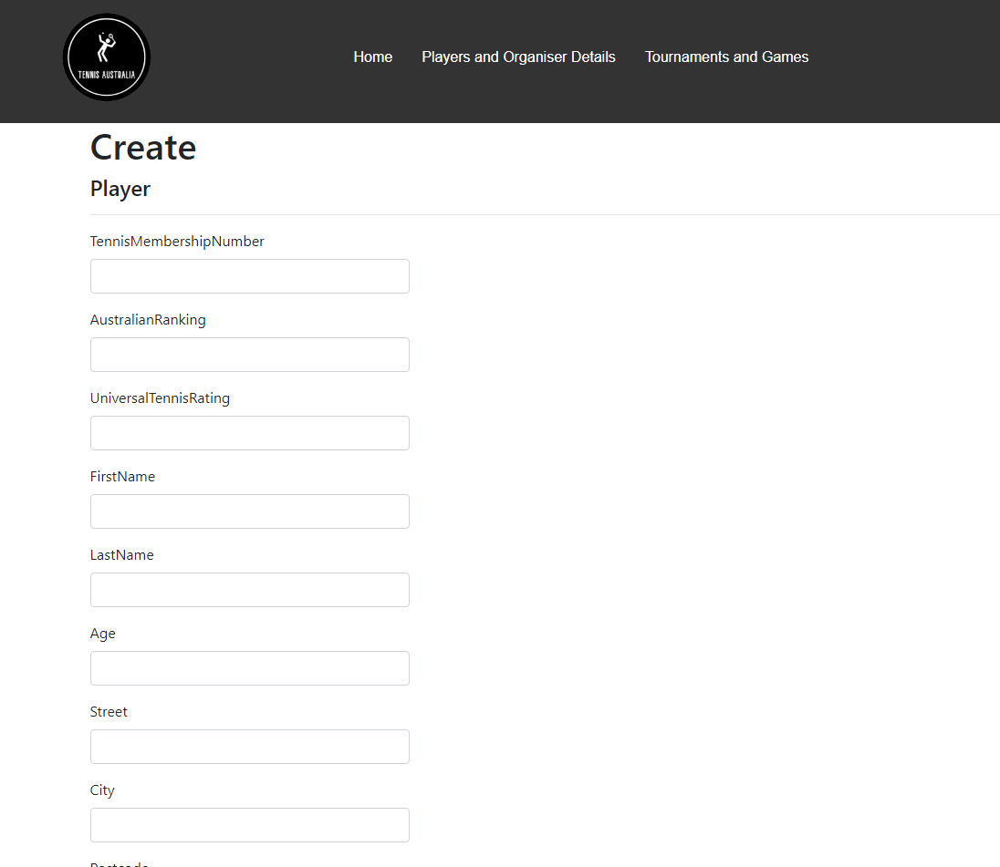 TENNIS AUSTRALIA
Home
Players and Organiser Details
Tournaments and Games
Create
Player
TennisMembershipNumber
AustralianRanking
UniversalTennisRating
FirstName
LastName
Age
Street
City
Postcode